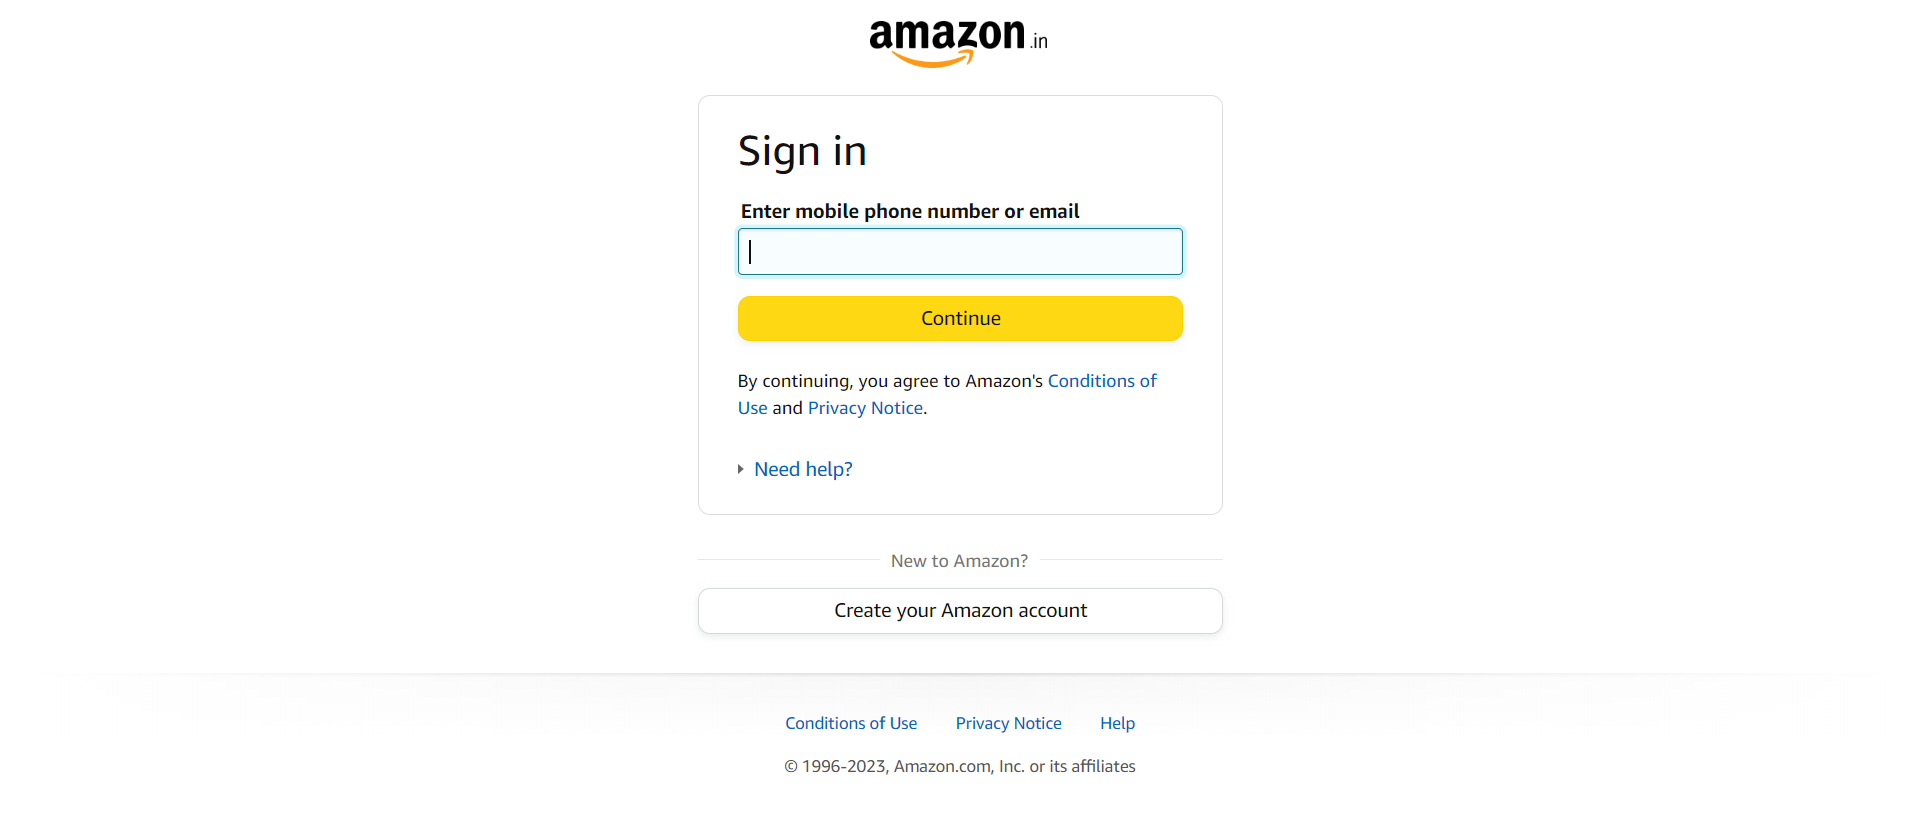 amazon.in
Sign in
Enter mobile phone number or email
Continue
By continuing, you agree to Amazon's Conditions of
Use and Privacy Notice.
Need help?
New to Amazon?
Create your Amazon account
Conditions of Use Privacy Notice Help
© 1996-2023, Amazon.com, Inc. or its affiliates